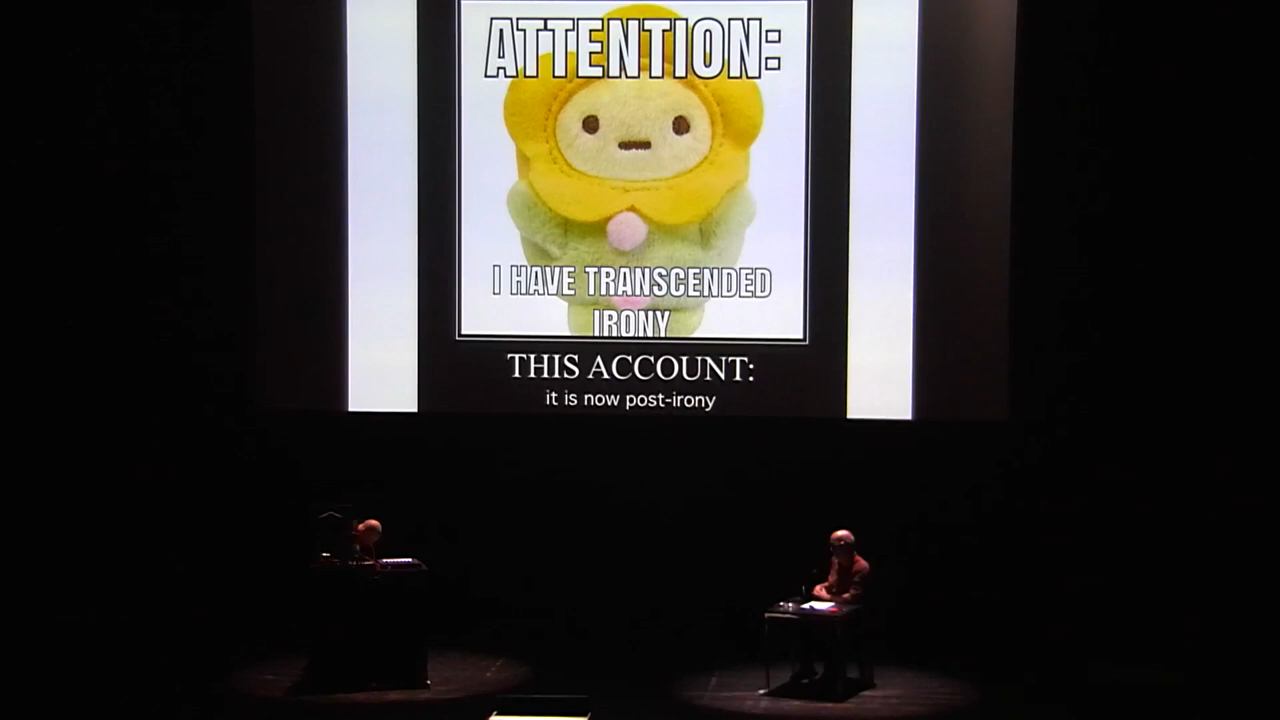 ATTENTION:
I HAVE TRANSCENDED
IRONY
THIS ACCOUNT:
it is now post-irony